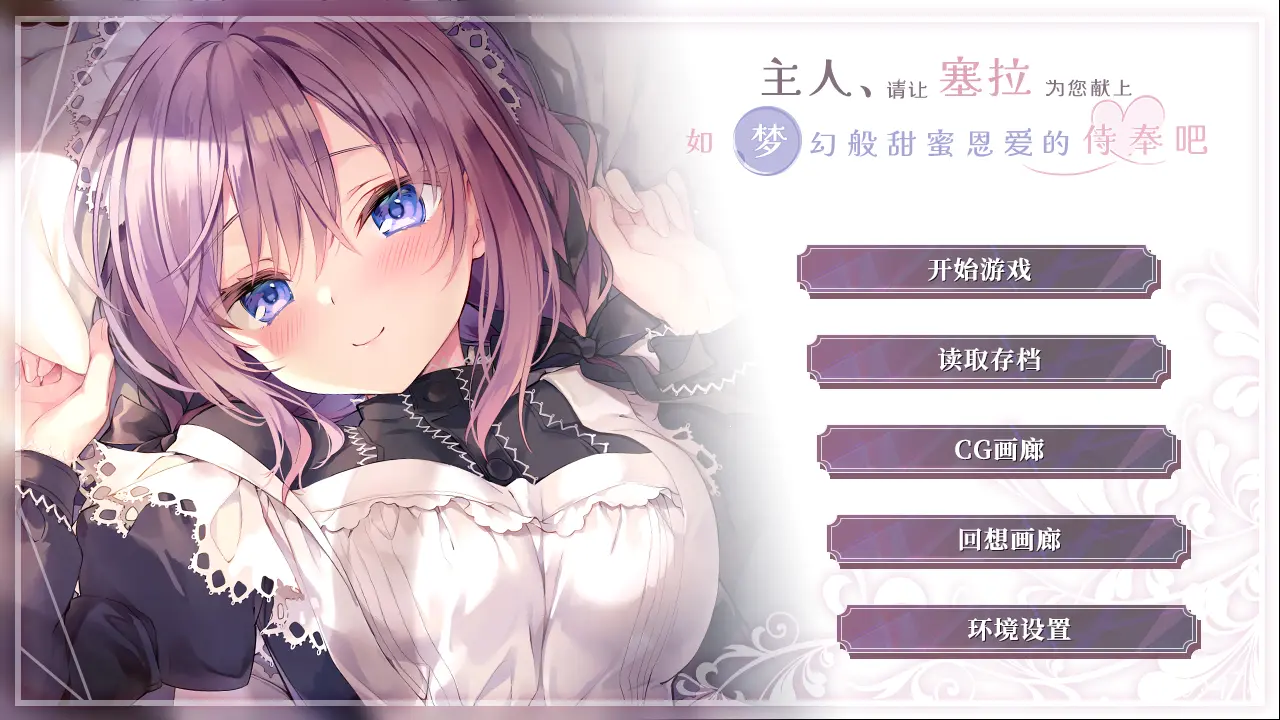 主人、请让塞拉为您献上
如梦幻般甜蜜恩爱的侍奉吧
开始游戏
读取存档
CG画廊
回想画廊
环境设置